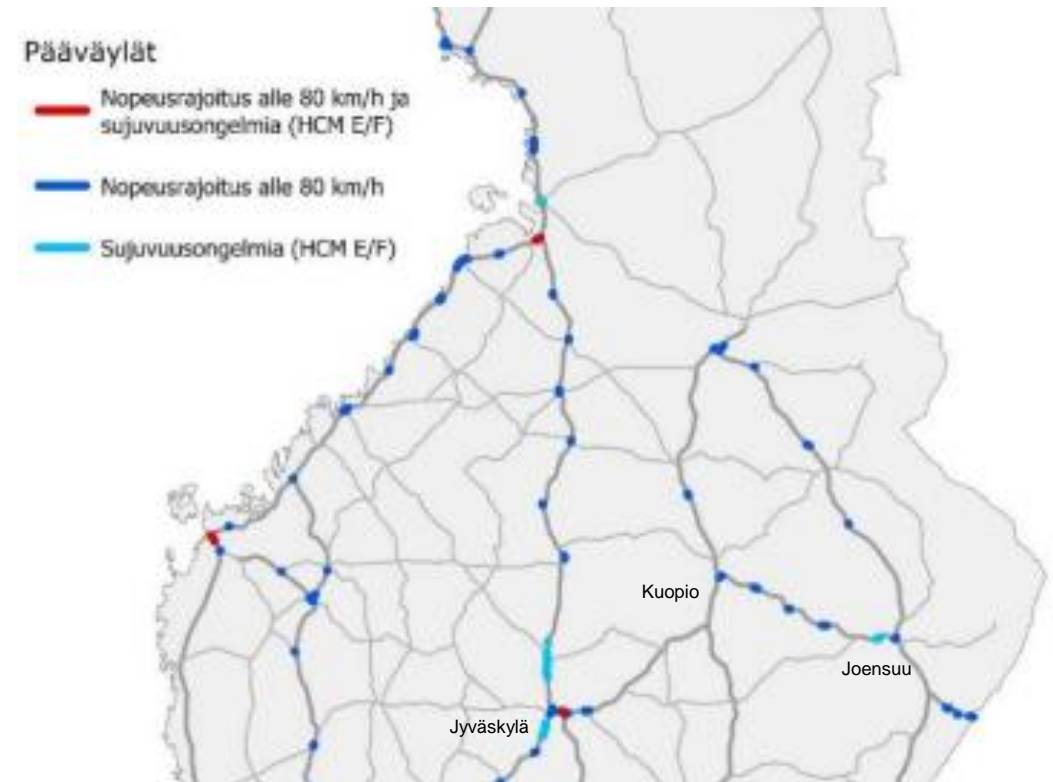 Pääväylät
Nopeusrajoitus alle 80 km/h ja
sujuvuusongelmia (HCM E/F)
Nopeusrajoitus alle 80 km/h
Sujuvuusongelmia (HCM E/F)
Kuopio
Joensuu
Jyväskylä